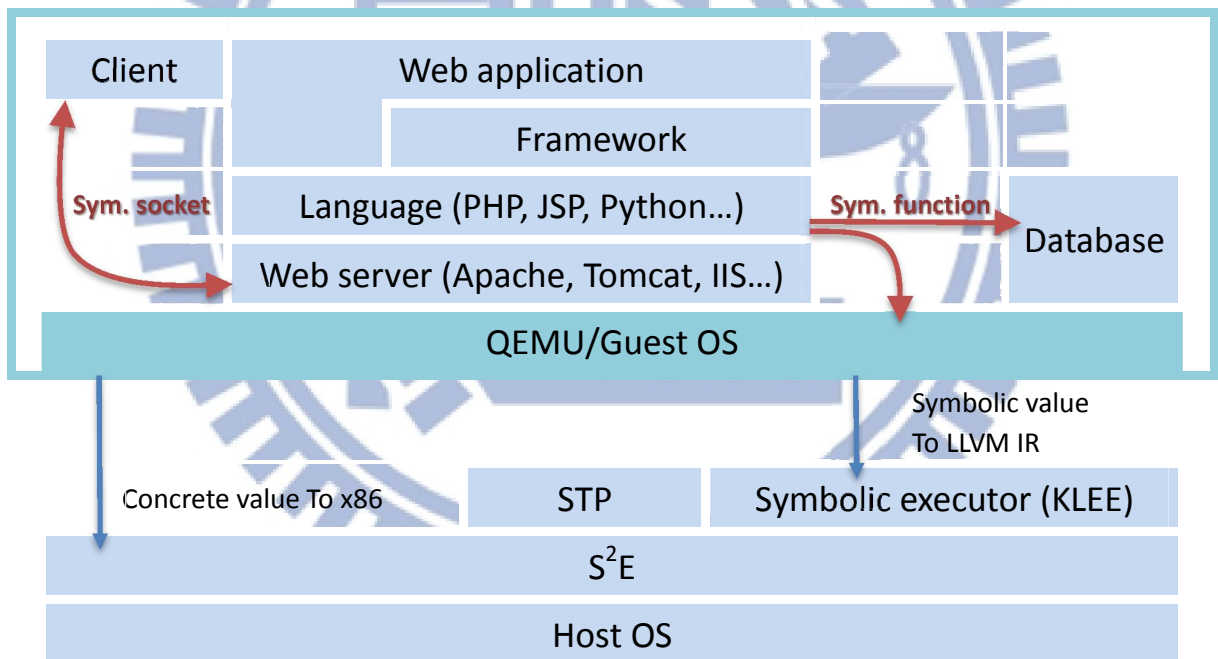 Client
Web application
Framework
Sym. socket
Language (PHP, JSP, Python…)
Sym. function
Database
Web server (Apache, Tomcat, IIS…)
QEMU/Guest OS
Symbolic value
To LLVM IR
Concrete value To x86
STP
Symbolic executor (KLEE)
S²E
Host OS